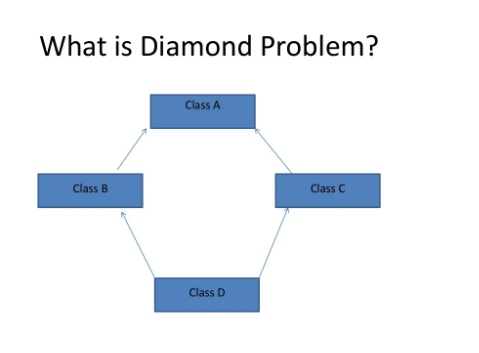 What is Diamond Problem?
Class A
Class B
Class C
Class D